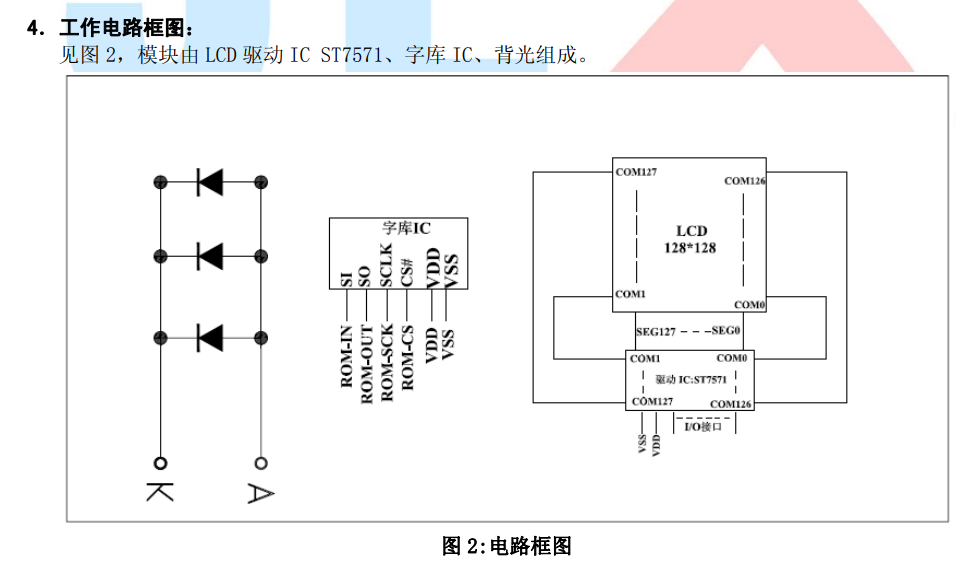 4. 工作电路框图:
见图 2，模块由 LCD 驱动 IC ST7571、字库 IC、背光组成。
K
A
字库IC
SI
SO
SCLK
CS#
VDD
VSS
ROM-IN
ROM-OUT
ROM-SCK
ROM-CS
VDD
VSS
COM127
COM126
LCD
128*128
COM1
COM0
SEG127 - - -SEG0
COM1
COM0
驱动 IC:ST7571
COM127
COM126
VSS
VDD
I/O接口
图 2:电路框图